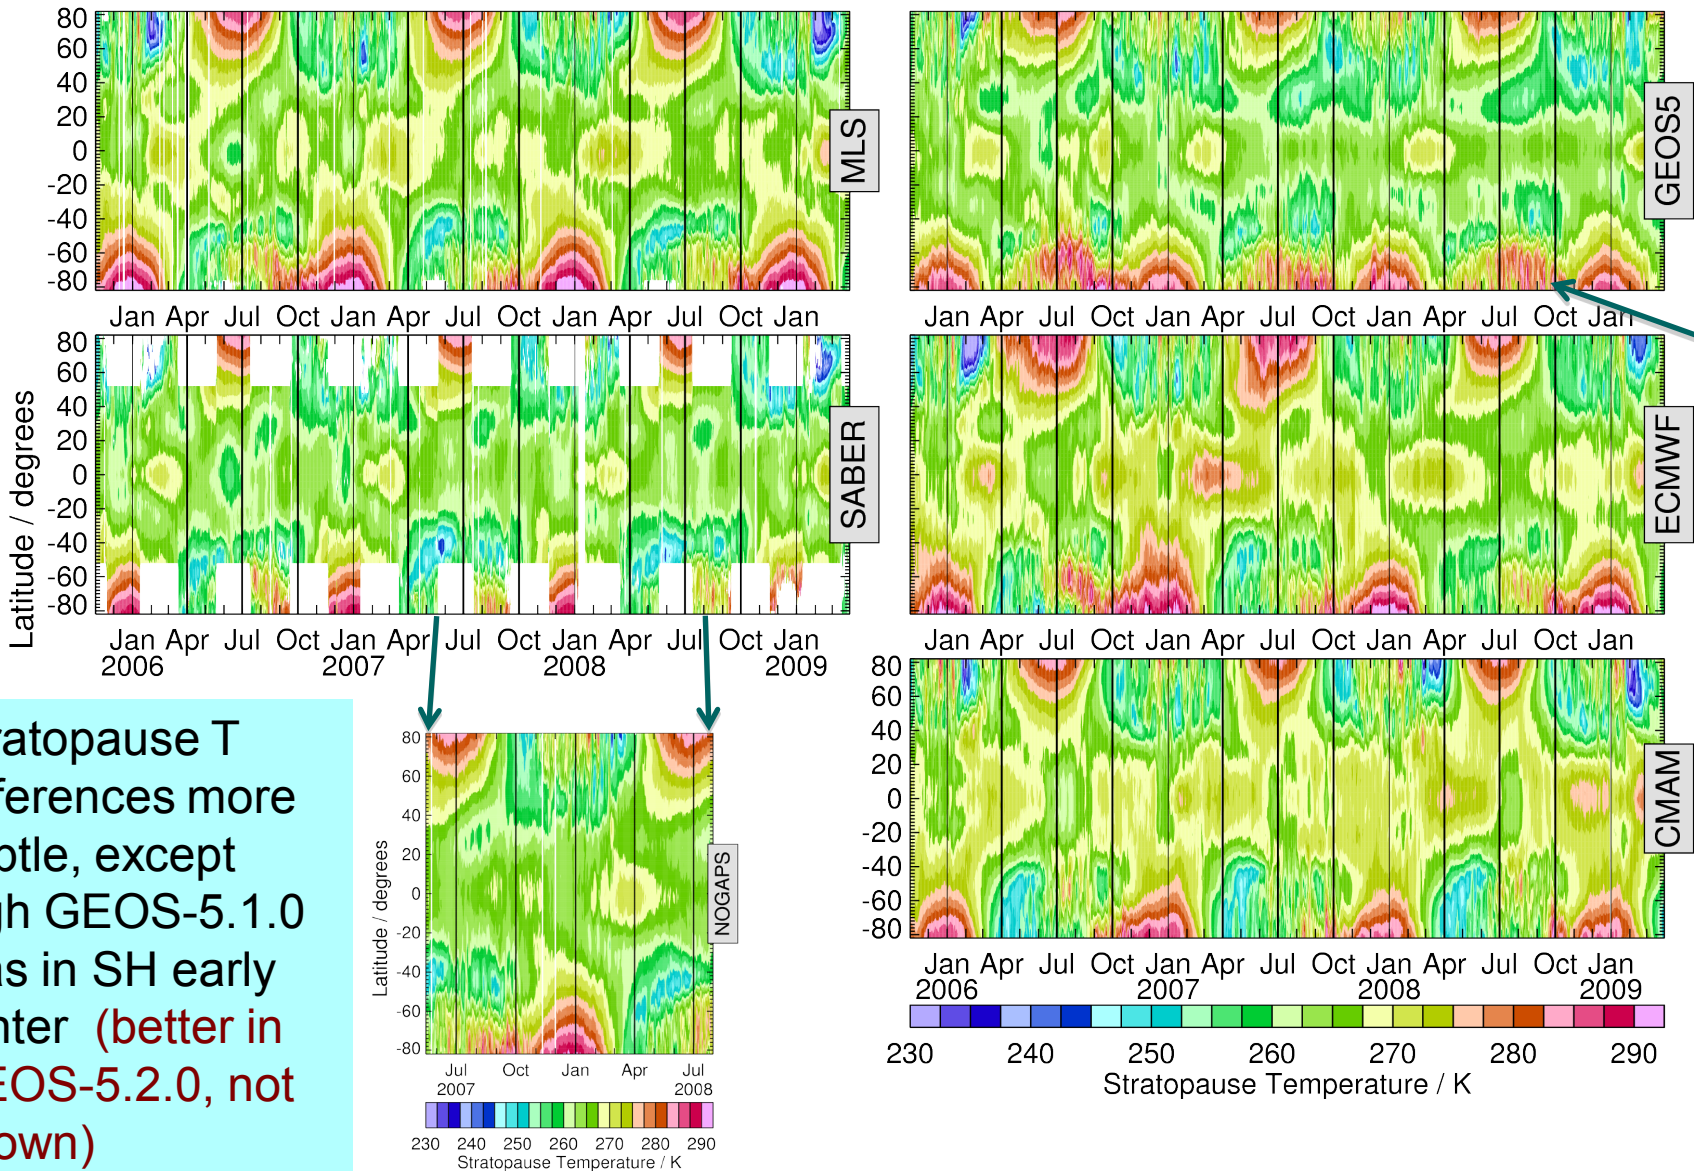 80
60
40
20
0
-20
-40
-60
-80
MLS
Jan Apr Jul Oct Jan Apr Jul Oct Jan Apr Jul Oct Jan
GEOS5
Jan Apr Jul Oct Jan Apr Jul Oct Jan Apr Jul Oct Jan
Latitude / degrees
80
60
40
20
0
-20
-40
-60
-80
SABER
Jan Apr Jul Oct Jan Apr Jul Oct Jan Apr Jul Oct Jan
2006 2007 2008 2009
ECMWF
Jan Apr Jul Oct Jan Apr Jul Oct Jan Apr Jul Oct Jan
80
60
40
20
0
-20
-40
-60
-80
CMAM
Jan Apr Jul Oct Jan Apr Jul Oct Jan Apr Jul Oct Jan
2006 2007 2008 2009
230 240 250 260 270 280 290
Stratopause Temperature / K
ratopause T
fferences more
btle, except
gh GEOS-5.1.0
as in SH early
nter (better in
EOS-5.2.0, not
own)
Latitude / degrees
80
60
40
20
0
-20
-40
-60
-80
NOGAPS
Jul Oct Jan Apr Jul
2007 2008
230 240 250 260 270 280 290
Stratopause Temperature / K